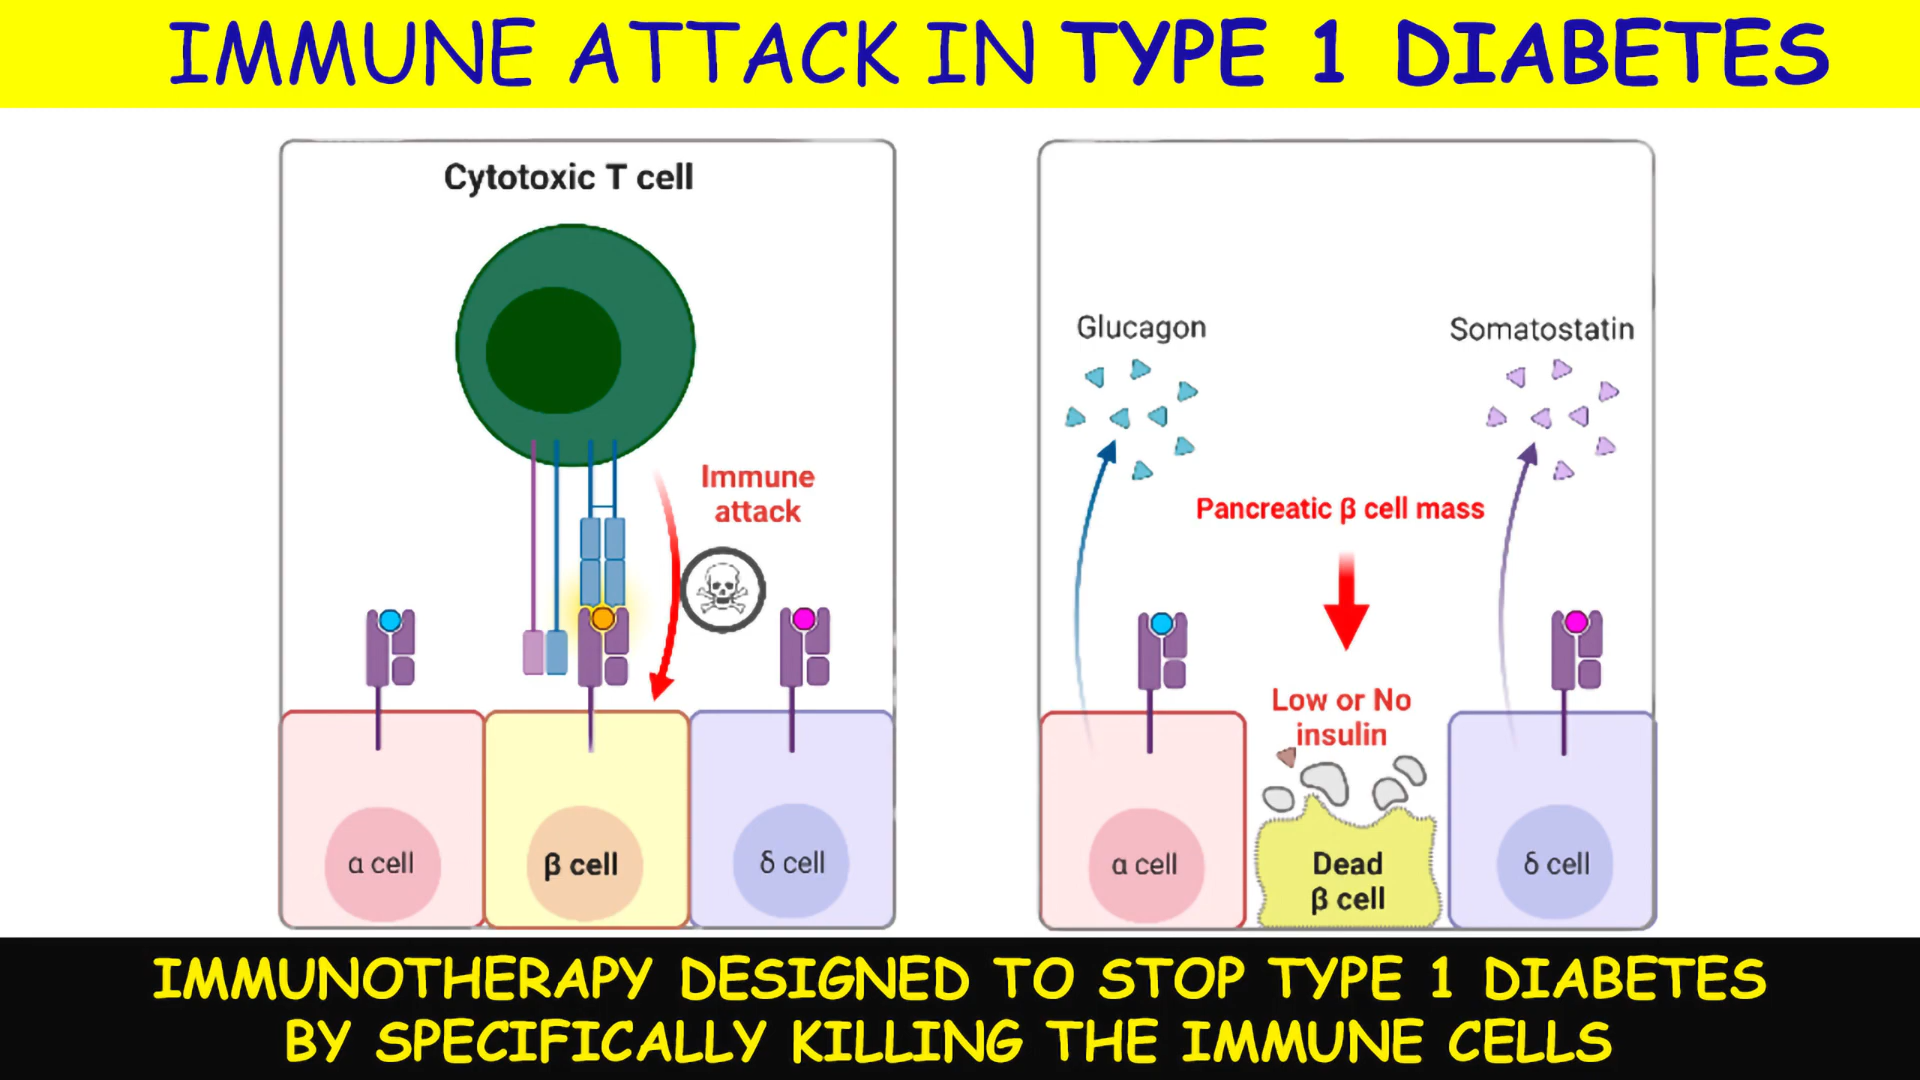 IMMUNE ATTACK IN TYPE 1 DIABETES
Cytotoxic T cell
Immune
attack
α cell
β cell
δ cell
Glucagon
Somatostatin
Pancreatic β cell mass
Low or No
insulin
α cell
Dead
β cell
δ cell
IMMUNOTHERAPY DESIGNED TO STOP TYPE 1 DIABETES
BY SPECIFICALLY KILLING THE IMMUNE CELLS